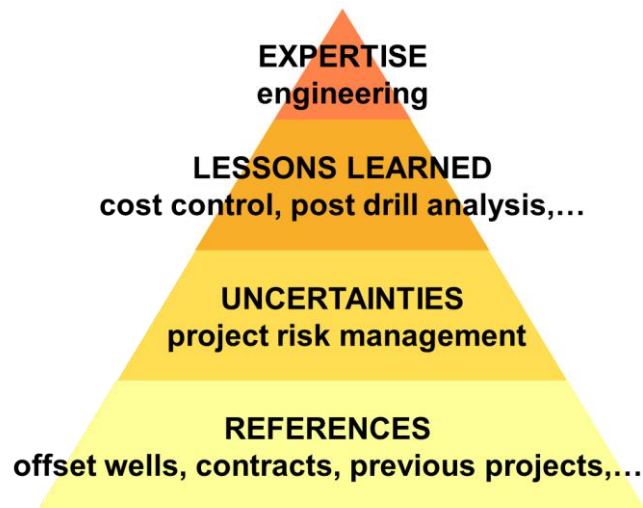 EXPERTISE
engineering
LESSONS LEARNED
cost control, post drill analysis,…
UNCERTAINTIES
project risk management
REFERENCES
offset wells, contracts, previous projects,…